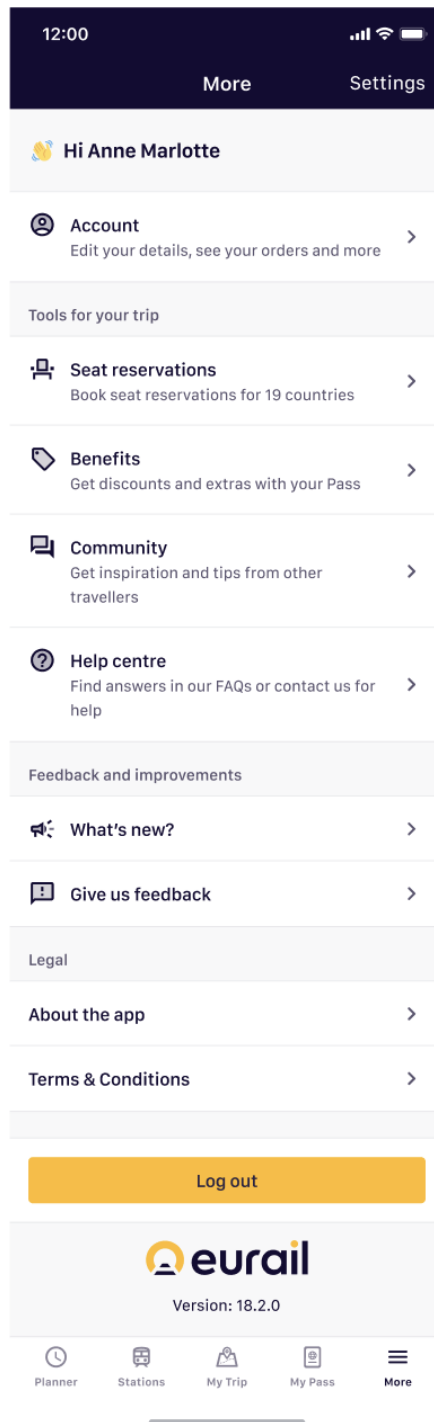 12:00
More
Settings
Hi Anne Marlotte
Account
Edit your details, see your orders and more
Tools for your trip
Seat reservations
Book seat reservations for 19 countries
Benefits
Get discounts and extras with your Pass
Community
Get inspiration and tips from other
travellers
Help centre
Find answers in our FAQs or contact us for
help
Feedback and improvements
What's new?
Give us feedback
Legal
About the app
Terms & Conditions
Log out
eurail
Version: 18.2.0
Planner
Stations
My Trip
My Pass
More